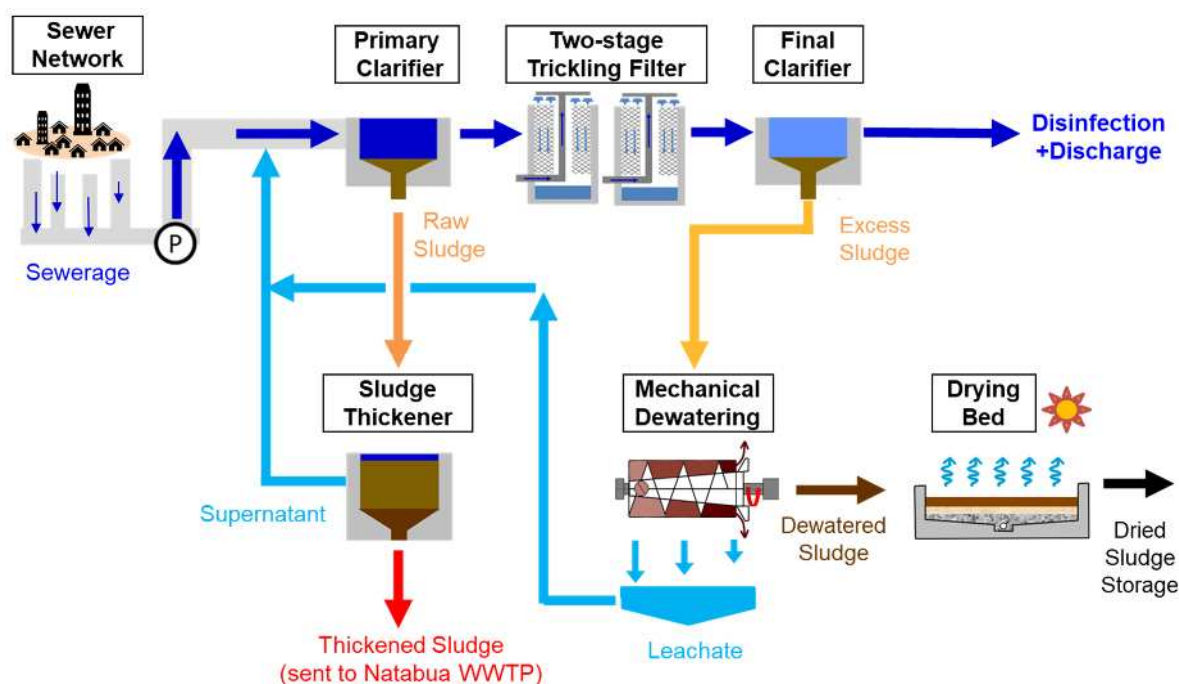 Sewer
Network
Primary
Clarifier
Two-stage
Trickling Filter
Final
Clarifier
Disinfection
+Discharge
P
Sewerage
Raw
Sludge
Excess
Sludge
Sludge
Thickener
Mechanical
Dewatering
Drying
Bed
Supernatant
Dewatered
Sludge
Dried
Sludge
Storage
Thickened Sludge
(sent to Natabua WWTP)
Leachate